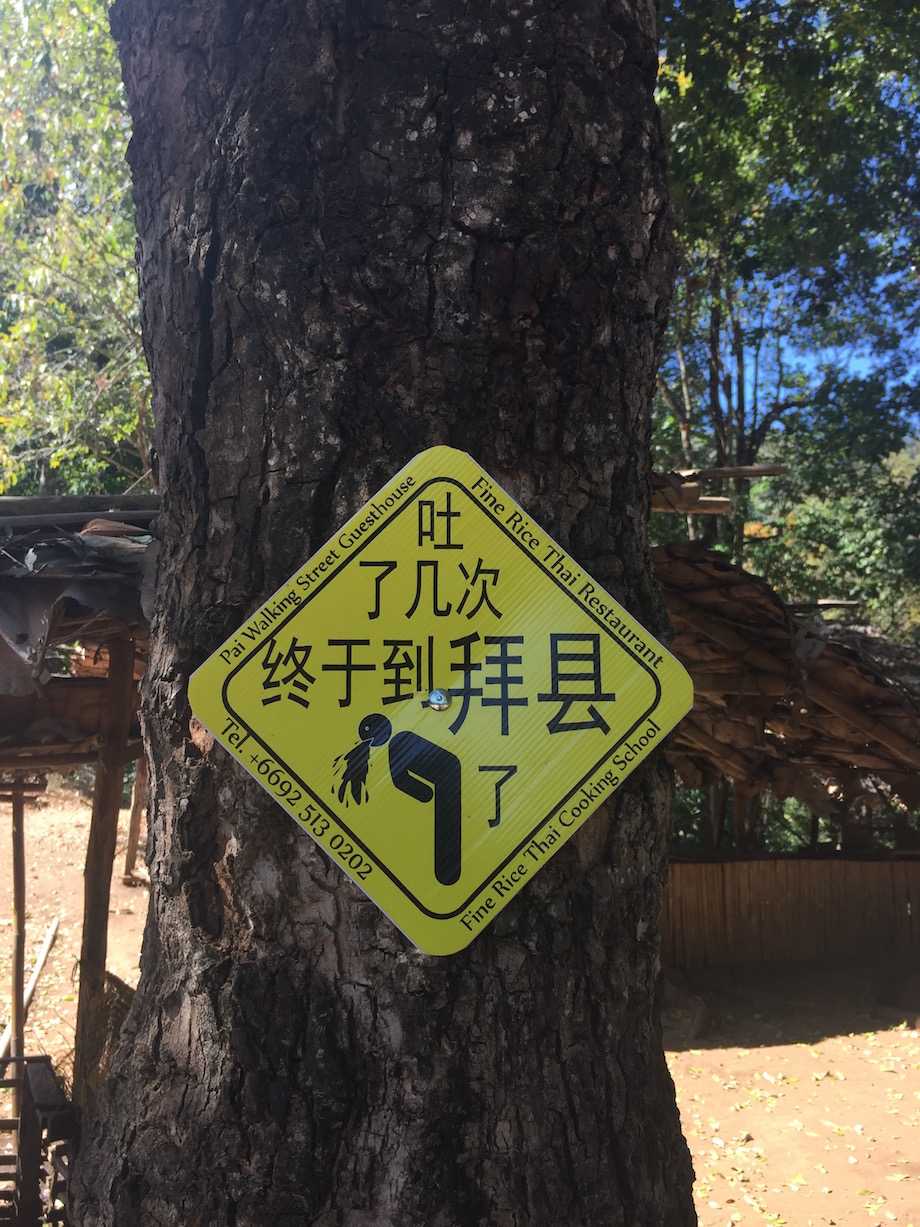 Pai Walking Street Guesthouse
Fine Rice Thai Restaurant
吐
了几次
终于到拜县
了
Tel. +6692 513 0202
Fine Rice Thai Cooking School